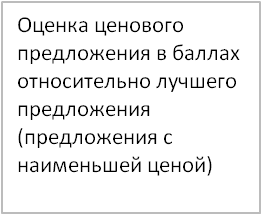 Оценка ценового
предложения в баллах
относительно лучшего
предложения
(предложения с
наименьшей ценой)